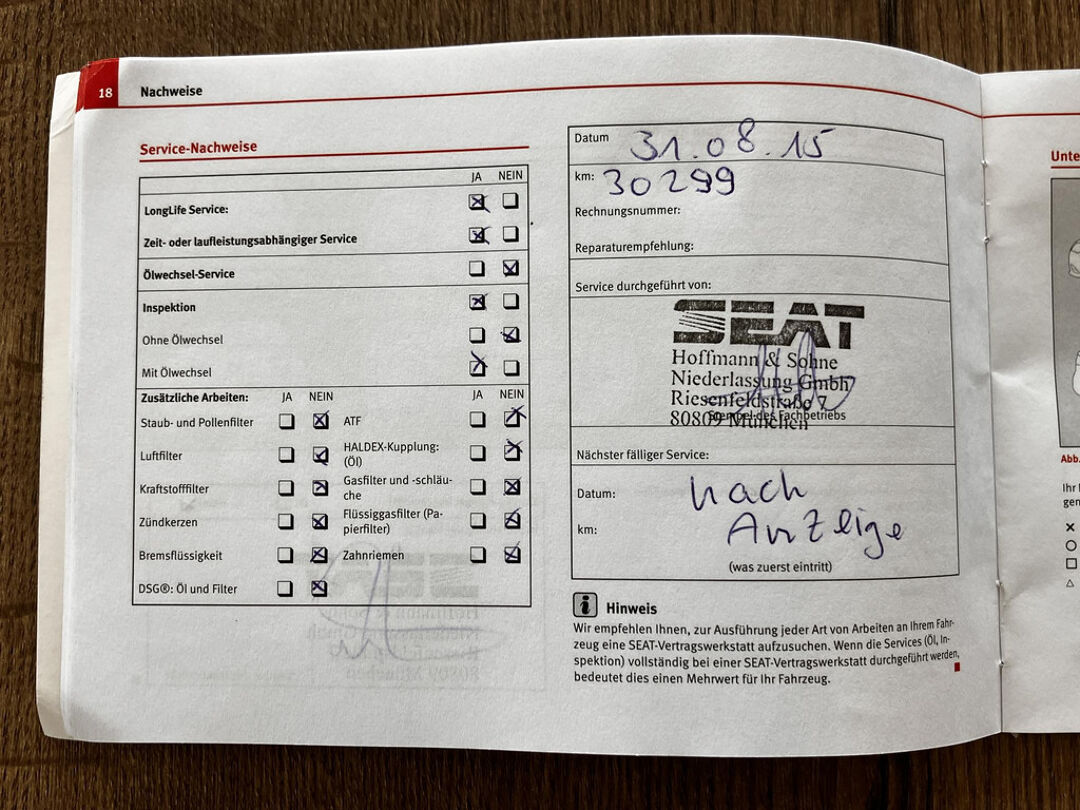 18 Nachweise
Service-Nachweise
JA NEIN
LongLife Service:
Zeit- oder laufleistungsabhängiger Service
Ölwechsel-Service
Inspektion
Ohne Ölwechsel
Mit Ölwechsel
Zusätzliche Arbeiten: JA NEIN JA NEIN
Staub- und Pollenfilter ATF
Luftfilter HALDEX-Kupplung:
(Öl)
Kraftstofffilter Gasfilter und -schläu-
che
Zündkerzen Flüssiggasfilter (Pa-
pierfilter)
Bremsflüssigkeit Zahnriemen
DSG®: Öl und Filter
Datum 31.08.15
km: 30299
Rechnungsnummer:
Reparaturempfehlung:
Service durchgeführt von:
SEAT
Hoffmann & Sohne
Niederlassung Gmbh
Riesenfeldstraße 7
Stempel des Fachbetriebs
80809 München
Nächster fälliger Service:
Datum: nach
km: Anzeige
(was zuerst eintritt)
Hinweis
Wir empfehlen Ihnen, zur Ausführung jeder Art von Arbeiten an Ihrem Fahr-
zeug eine SEAT-Vertragswerkstatt aufzusuchen. Wenn die Services (Öl, In-
spektion) vollständig bei einer SEAT-Vertragswerkstatt durchgeführt werden,
bedeutet dies einen Mehrwert für Ihr Fahrzeug.
Unte
Abb.
Ihr
gen